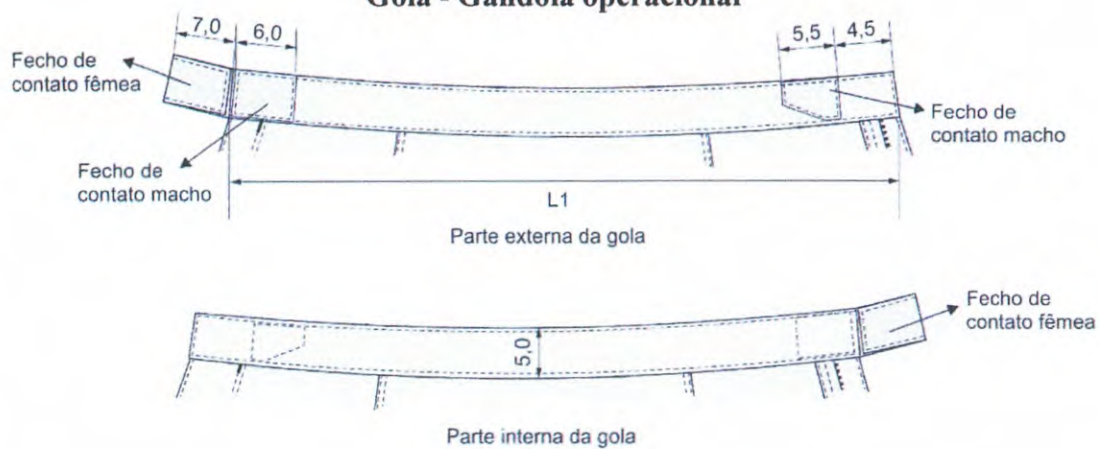 Gola - Gandola operacional
7,0
6,0
5,5
4,5
Fecho de
contato fêmea
Fecho de
contato macho
Fecho de
contato macho
L1
Parte externa da gola
Fecho de
contato fêmea
5,0
Parte interna da gola